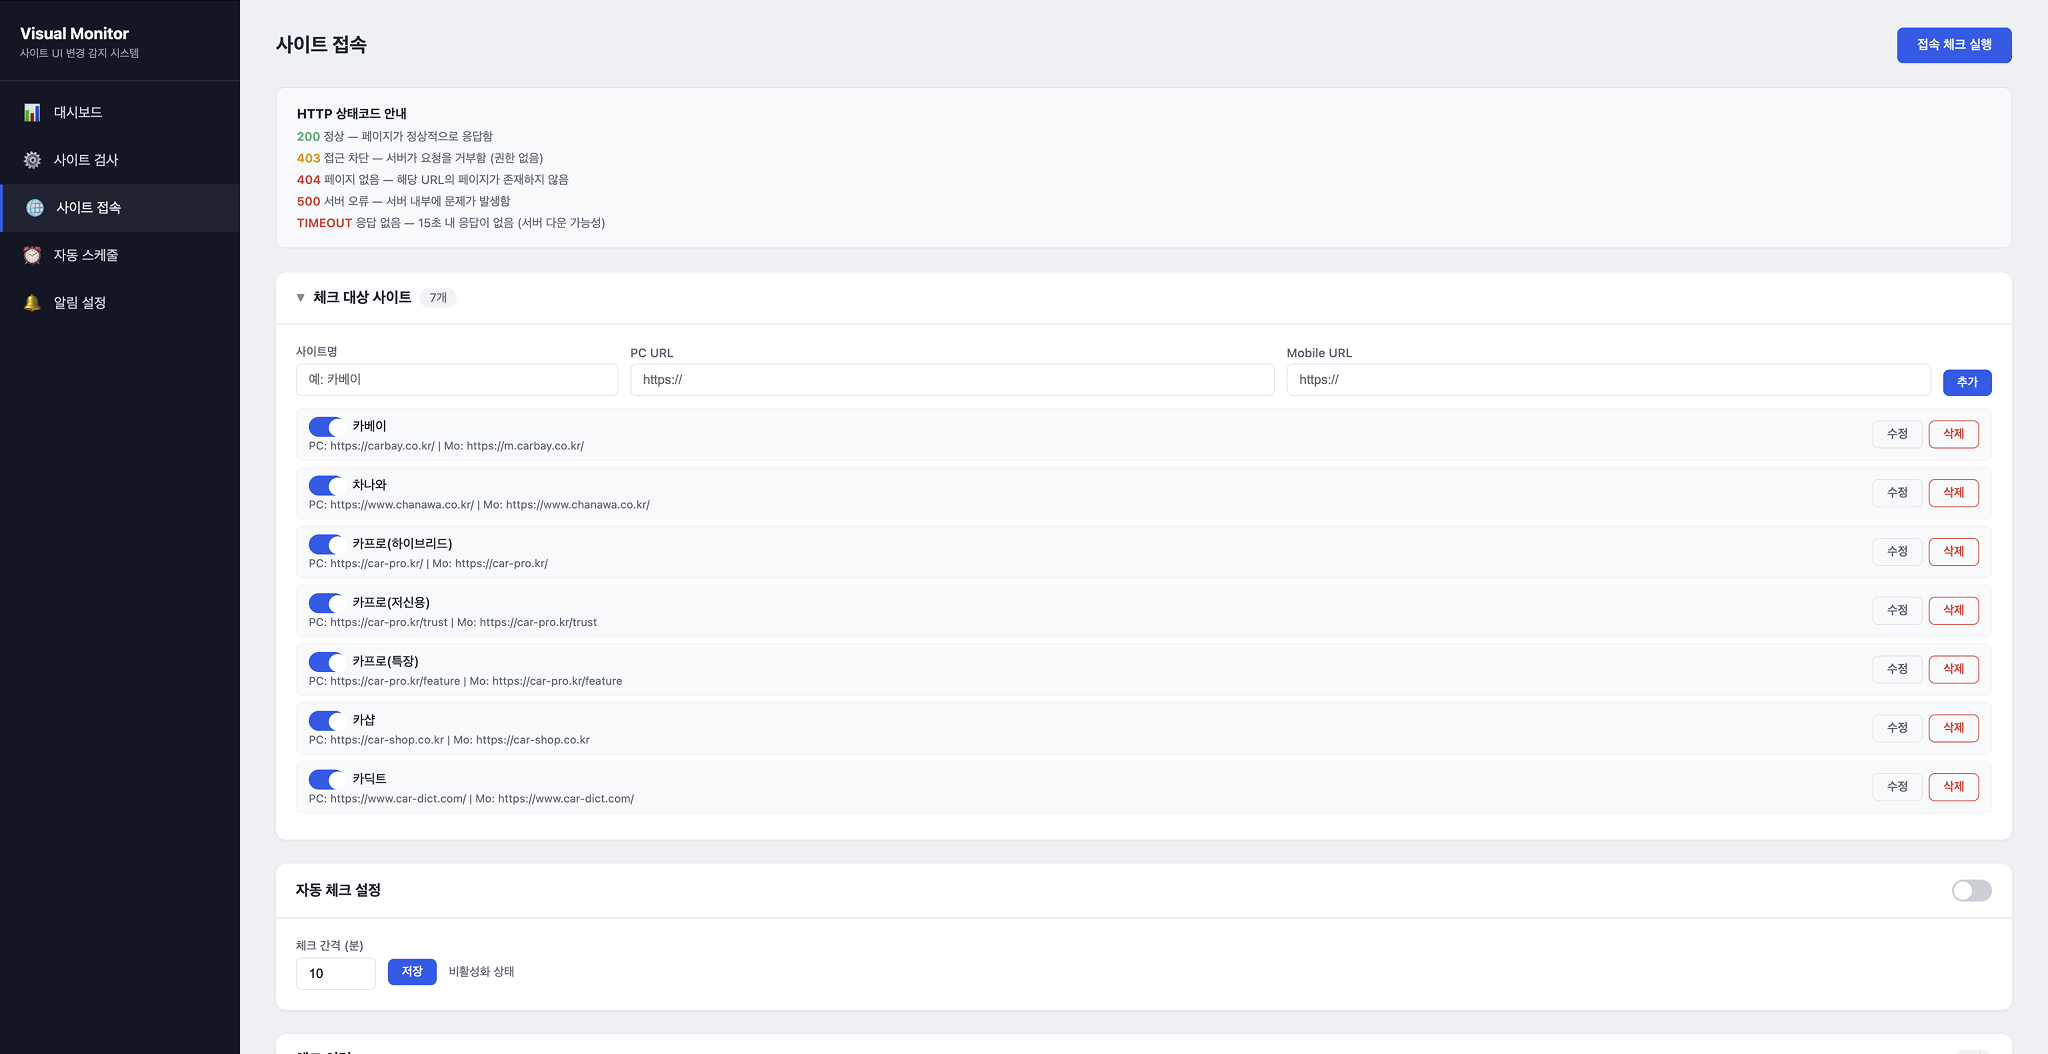 Visual Monitor
사이트 UI 변경 감지 시스템
대시보드
사이트 검사
사이트 접속
자동 스케줄
알림 설정
사이트 접속
접속 체크 실행
HTTP 상태코드 안내
200 정상 — 페이지가 정상적으로 응답함
403 접근 차단 — 서버가 요청을 거부함 (권한 없음)
404 페이지 없음 — 해당 URL의 페이지가 존재하지 않음
500 서버 오류 — 서버 내부에 문제가 발생함
TIMEOUT 응답 없음 — 15초 내 응답이 없음 (서버 다운 가능성)
▼ 체크 대상 사이트 7개
사이트명
예: 카베이
PC URL
https://
Mobile URL
https://
추가
카베이
PC: https://carbay.co.kr/ | Mo: https://m.carbay.co.kr/
수정 삭제
차나와
PC: https://www.chanawa.co.kr/ | Mo: https://www.chanawa.co.kr/
수정 삭제
카프로(하이브리드)
PC: https://car-pro.kr/ | Mo: https://car-pro.kr/
수정 삭제
카프로(저신용)
PC: https://car-pro.kr/trust | Mo: https://car-pro.kr/trust
수정 삭제
카프로(특장)
PC: https://car-pro.kr/feature | Mo: https://car-pro.kr/feature
수정 삭제
카샵
PC: https://car-shop.co.kr | Mo: https://car-shop.co.kr
수정 삭제
카딕트
PC: https://www.car-dict.com/ | Mo: https://www.car-dict.com/
수정 삭제
자동 체크 설정
체크 간격 (분)
10 저장 비활성화 상태